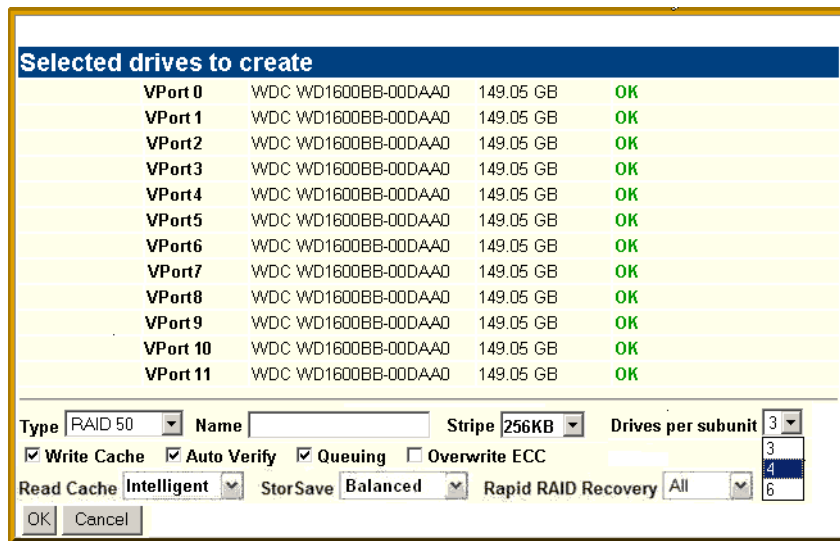 Selected drives to create
VPort 0 WDC WD1600BB-00DAA0 149.05 GB OK
VPort 1 WDC WD1600BB-00DAA0 149.05 GB OK
VPort2 WDC WD1600BB-00DAA0 149.05 GB OK
VPort3 WDC WD1600BB-00DAA0 149.05 GB OK
VPort4 WDC WD1600BB-00DAA0 149.05 GB OK
VPort5 WDC WD1600BB-00DAA0 149.05 GB OK
VPort6 WDC WD1600BB-00DAA0 149.05 GB OK
VPort7 WDC WD1600BB-00DAA0 149.05 GB OK
VPort8 WDC WD1600BB-00DAA0 149.05 GB OK
VPort9 WDC WD1600BB-00DAA0 149.05 GB OK
VPort 10 WDC WD1600BB-00DAA0 149.05 GB OK
VPort 11 WDC WD1600BB-00DAA0 149.05 GB OK
Type RAID 50 Name Stripe 256KB Drives per subunit 3
Write Cache Auto Verify Queuing Overwrite ECC 3
4
Read Cache Intelligent StorSave Balanced Rapid RAID Recovery All 6
OK Cancel